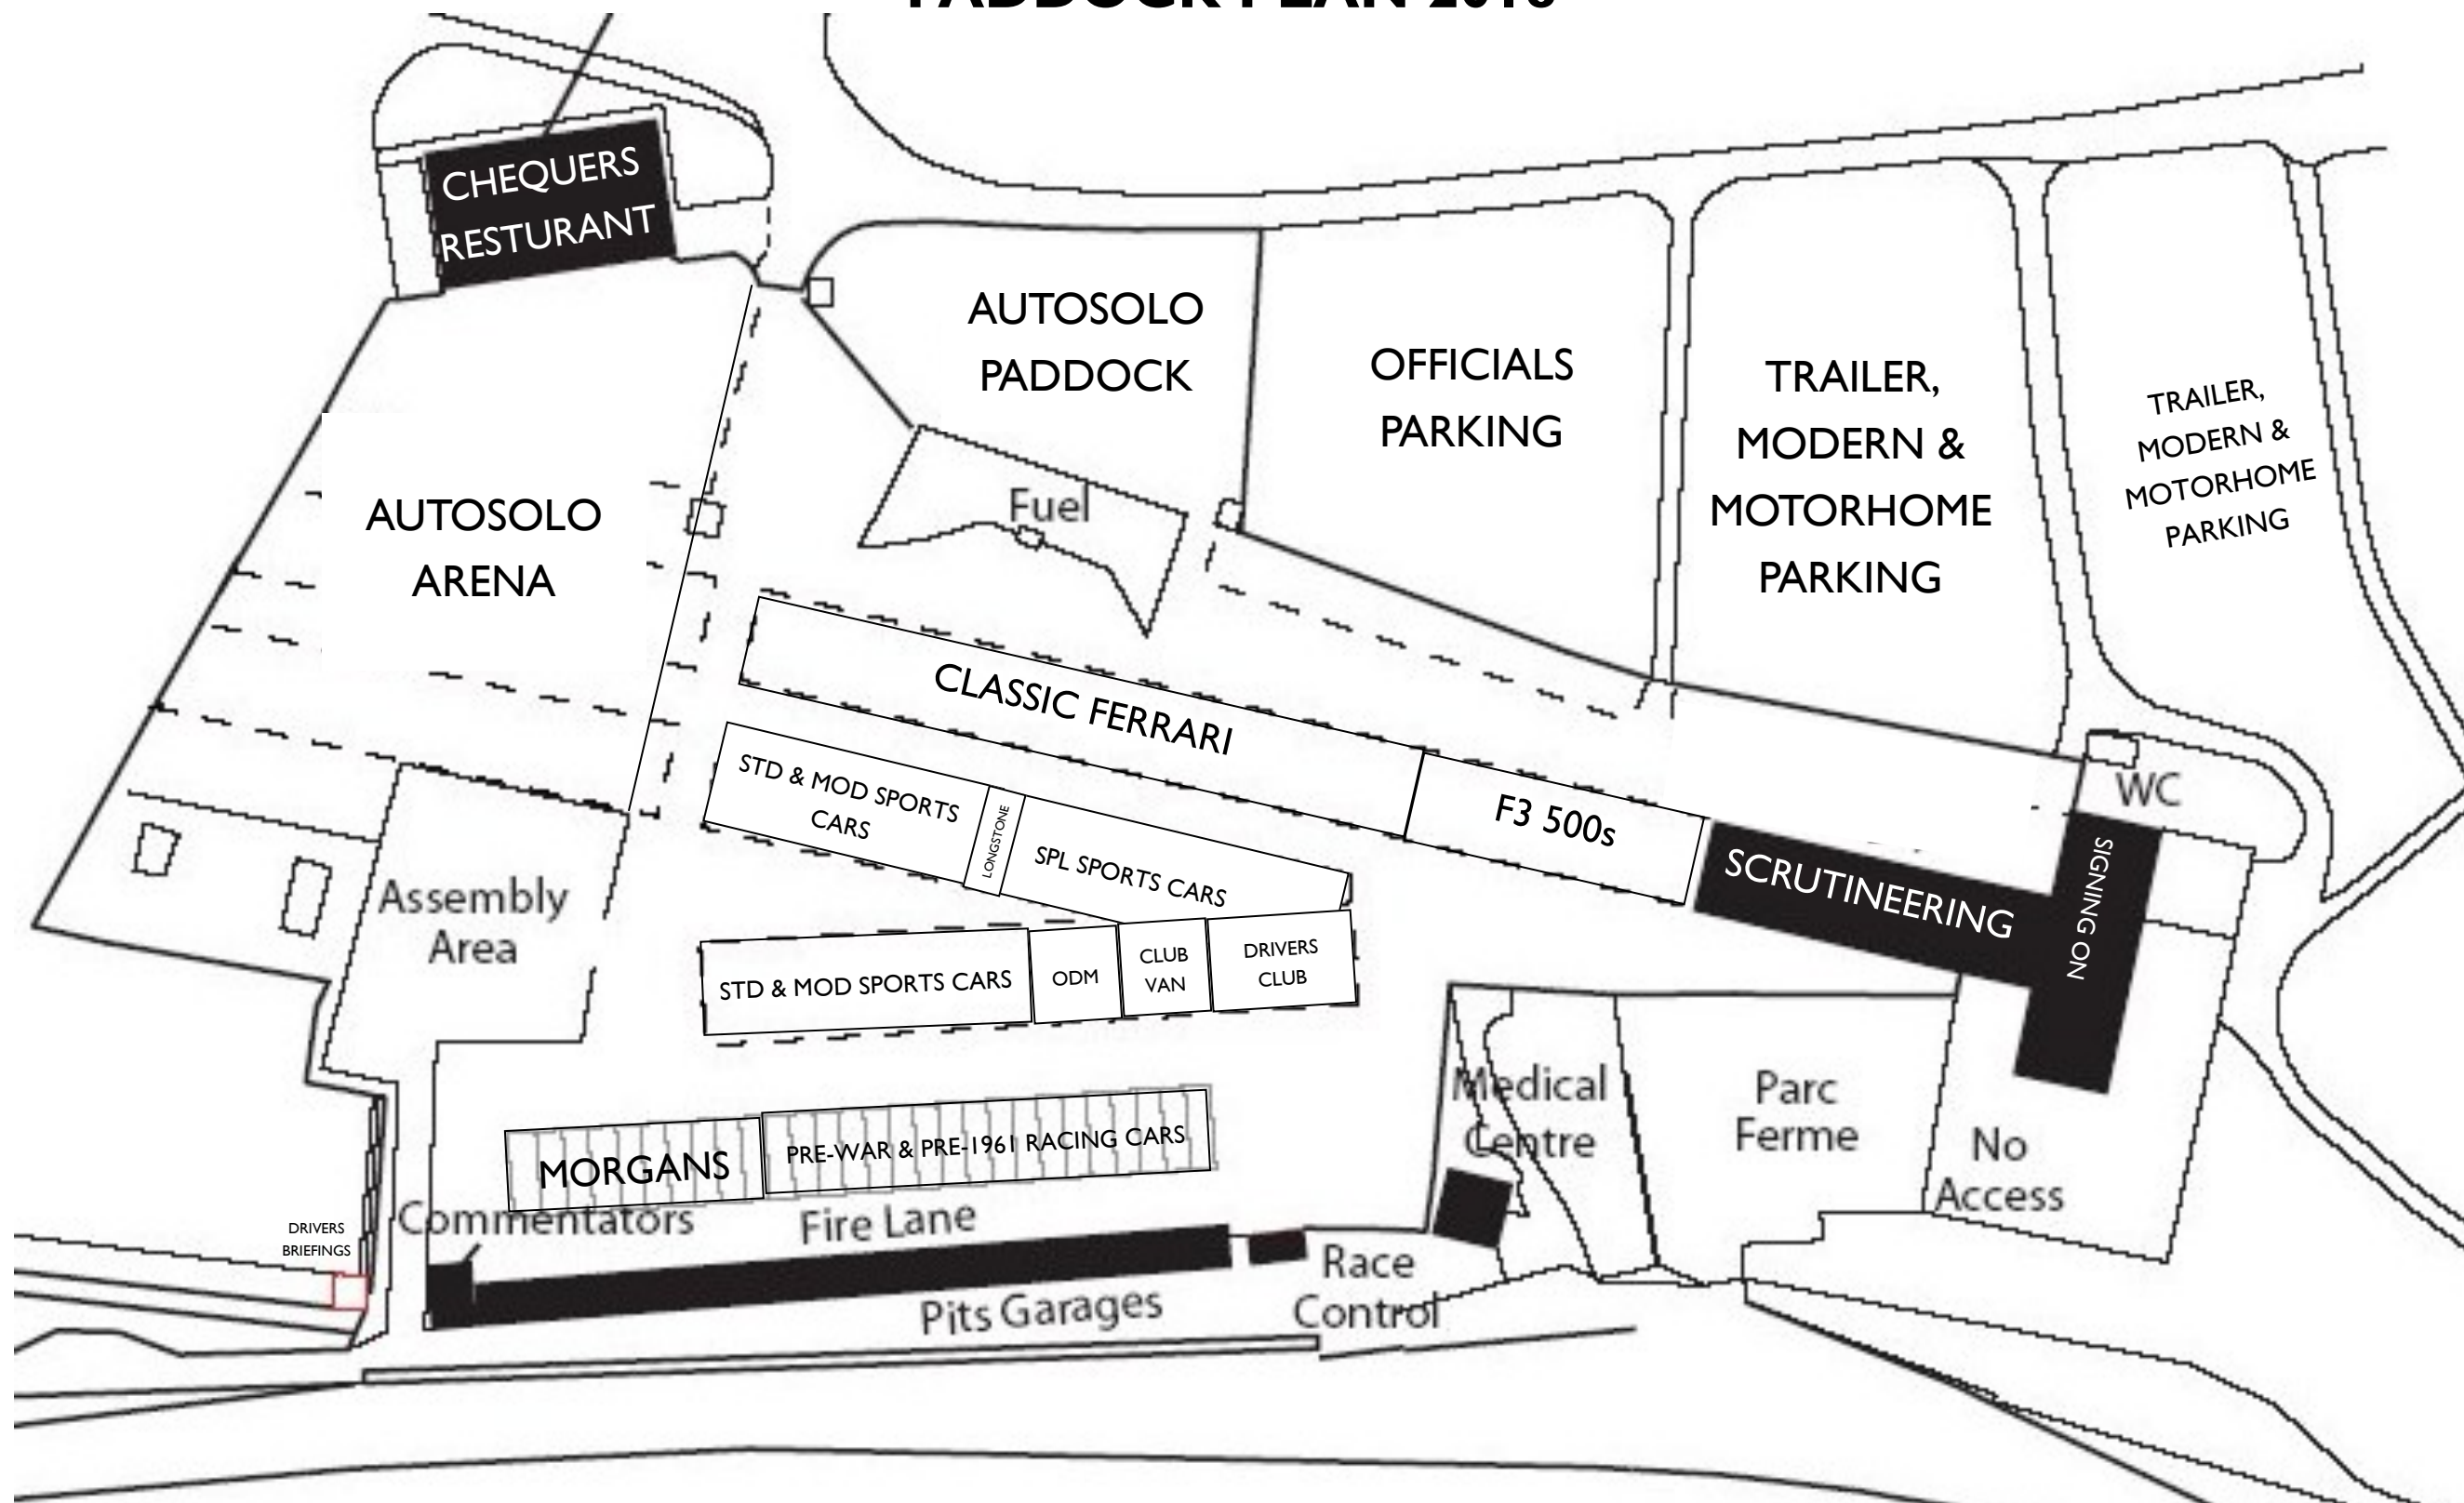 PADDOCK PLAN 2016
CHEQUERS
RESTURANT
AUTOSOLO
PADDOCK
OFFICIALS
PARKING
TRAILER,
MODERN &
MOTORHOME
PARKING
TRAILER,
MODERN &
MOTORHOME
PARKING
AUTOSOLO
ARENA
Fuel
CLASSIC FERRARI
F3 500s
WC
SCRUTINEERING
SIGNING ON
STD & MOD SPORTS
CARS
LONGSTONE
SPL SPORTS CARS
Assembly
Area
STD & MOD SPORTS CARS
ODM
CLUB
VAN
DRIVERS
CLUB
Medical
Centre
Parc
Ferme
No
Access
MORGANS
PRE-WAR & PRE-1961 RACING CARS
Commentators
Fire Lane
DRIVERS
BRIEFINGS
Race
Control
Pits Garages